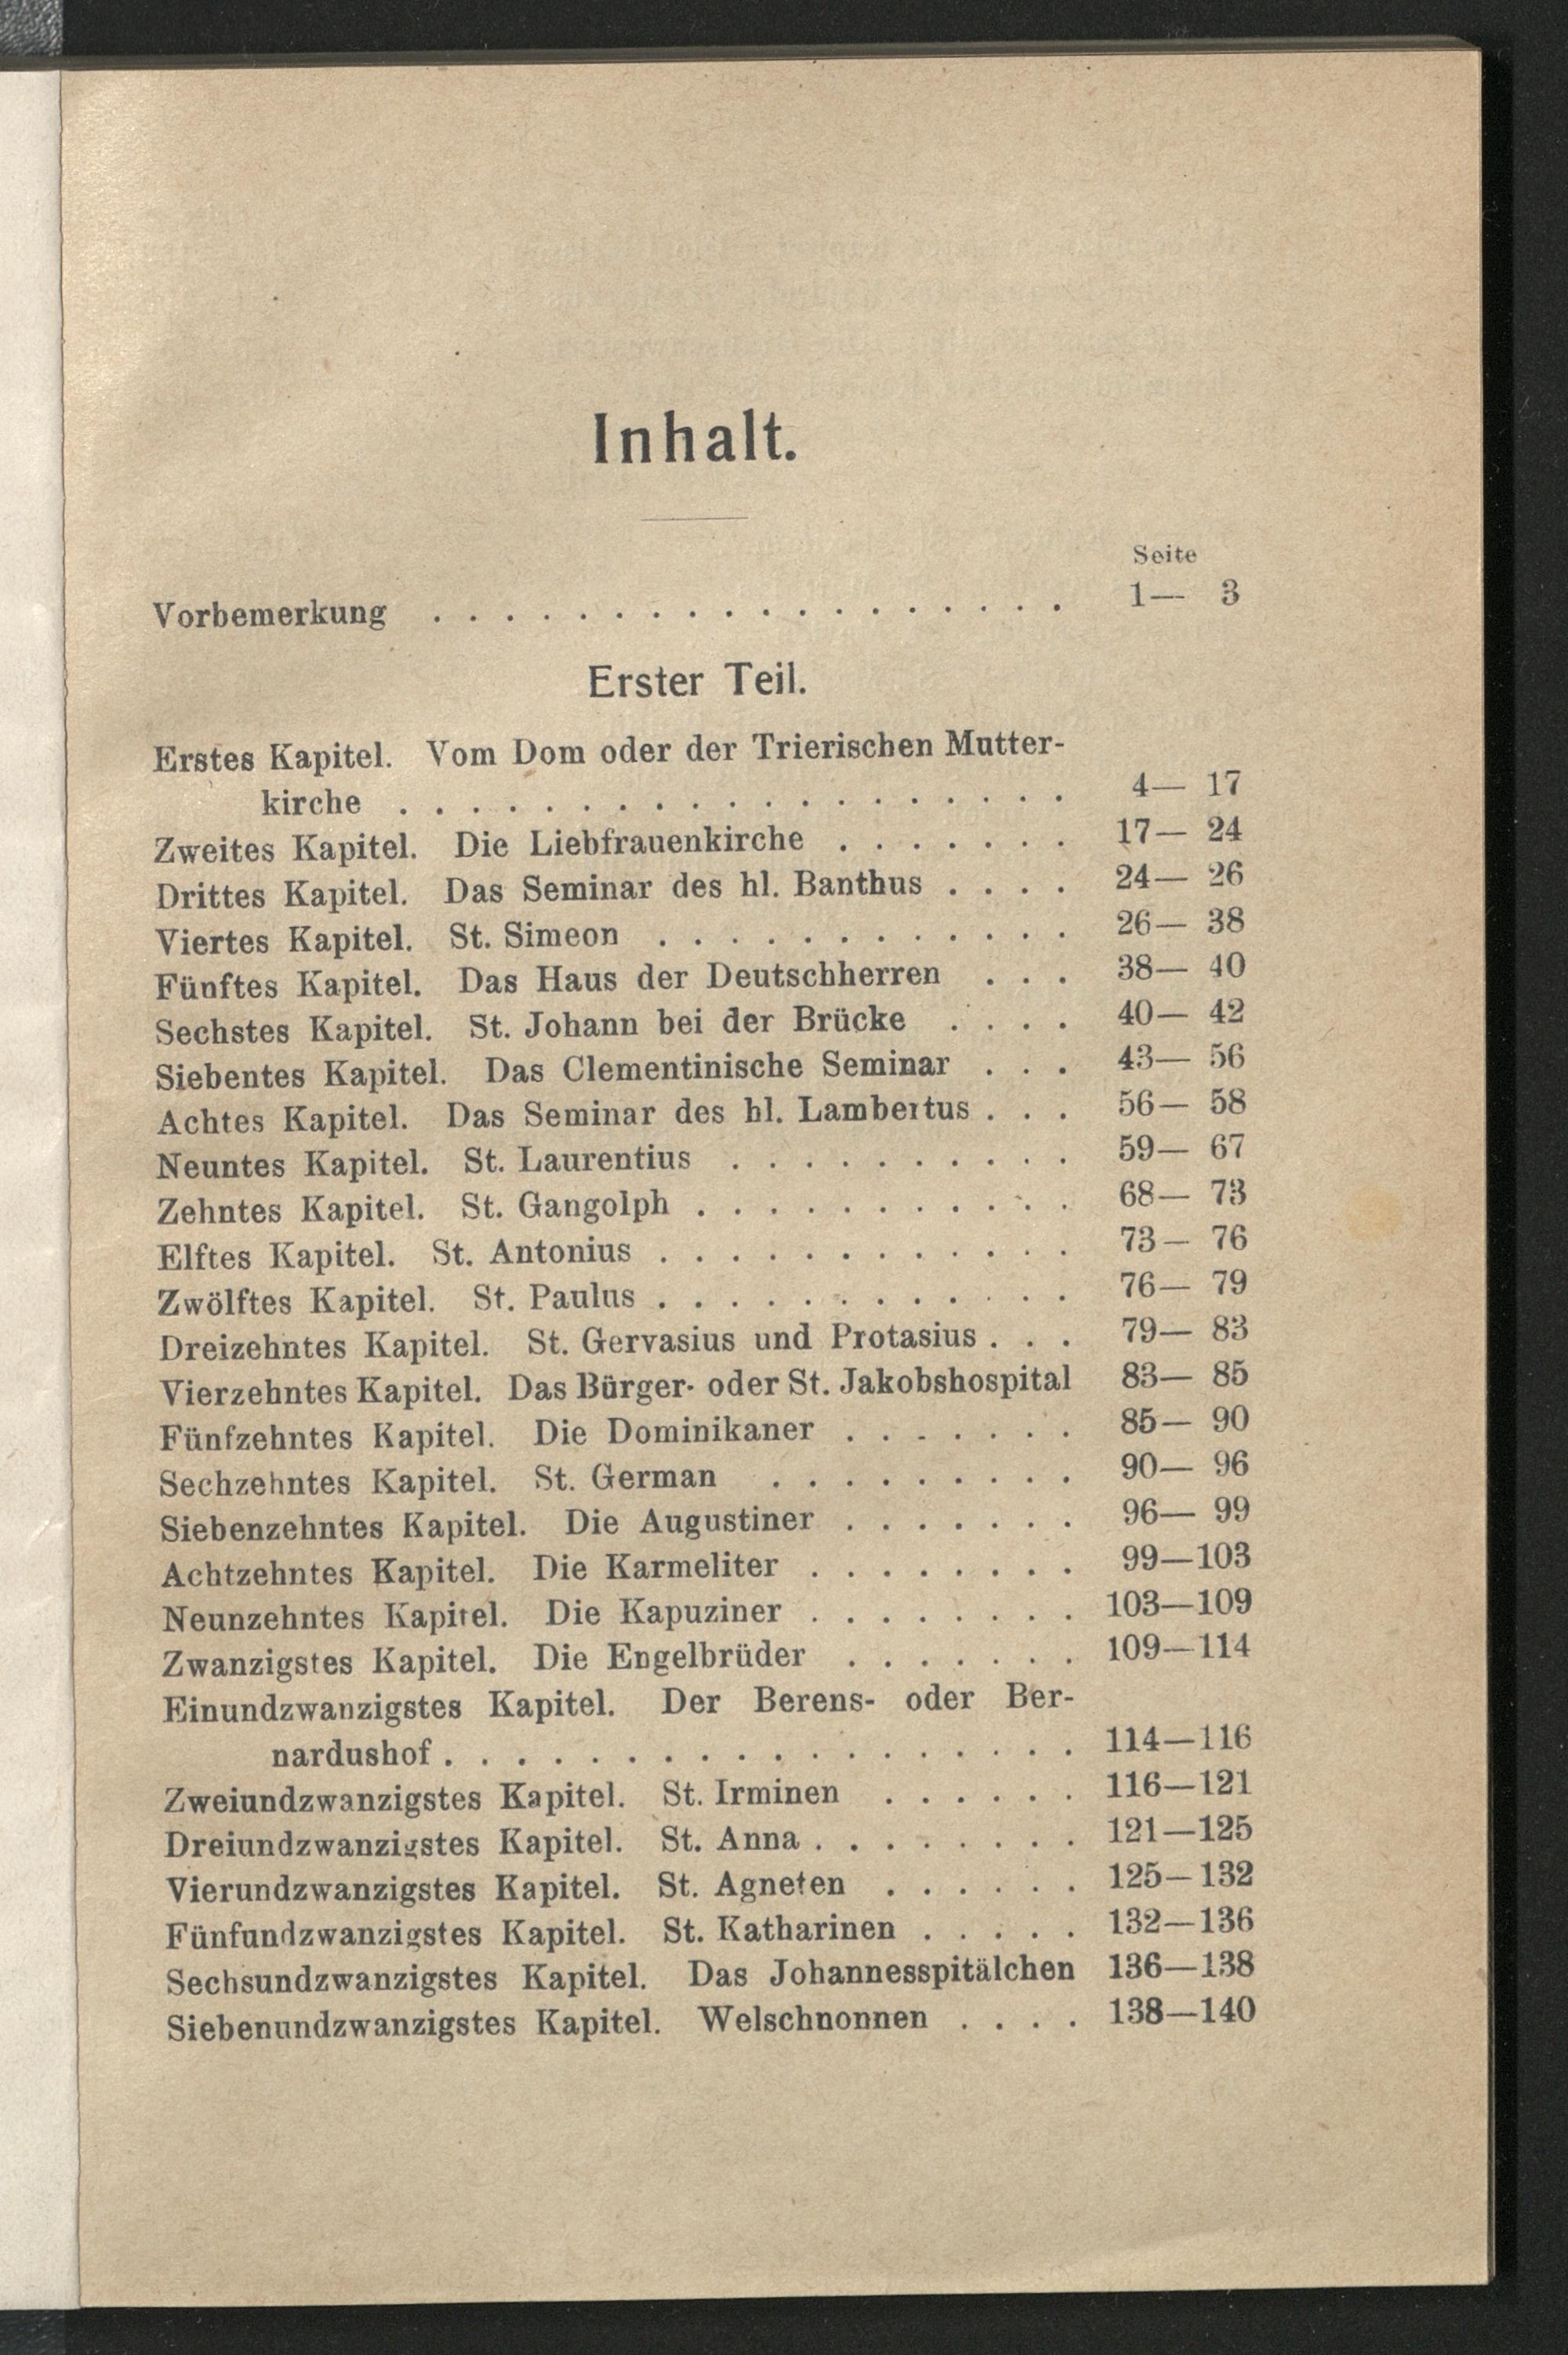 Inhalt.
Seite
Vorbemerkung . . . . . . . . . . . . . . . . . . 1— 3
Erster Teil.
Erstes Kapitel. Vom Dom oder der Trierischen Mutter-
kirche . . . . . . . . . . . . . . . . . . . 4— 17
Zweites Kapitel. Die Liebfrauenkirche . . . . . . . 17— 24
Drittes Kapitel. Das Seminar des hl. Banthus . . . . 24— 26
Viertes Kapitel. St. Simeon . . . . . . . . . . . . 26— 38
Fünftes Kapitel. Das Haus der Deutschherren . . . 38— 40
Sechstes Kapitel. St. Johann bei der Brücke . . . . 40— 42
Siebentes Kapitel. Das Clementinische Seminar . . . 43— 56
Achtes Kapitel. Das Seminar des hl. Lambertus . . . 56— 58
Neuntes Kapitel. St. Laurentius . . . . . . . . . . 59— 67
Zehntes Kapitel. St. Gangolph . . . . . . . . . . . 68— 73
Elftes Kapitel. St. Antonius . . . . . . . . . . . . 73— 76
Zwölftes Kapitel. St. Paulus . . . . . . . . . . . . 76— 79
Dreizehntes Kapitel. St. Gervasius und Protasius . . . 79— 83
Vierzehntes Kapitel. Das Bürger- oder St. Jakobshospital 83— 85
Fünfzehntes Kapitel. Die Dominikaner . . . . . . . 85— 90
Sechzehntes Kapitel. St. German . . . . . . . . . 90— 96
Siebenzehntes Kapitel. Die Augustiner . . . . . . . 96— 99
Achtzehntes Kapitel. Die Karmeliter . . . . . . . . 99—103
Neunzehntes Kapitel. Die Kapuziner . . . . . . . . 103—109
Zwanzigstes Kapitel. Die Engelbrüder . . . . . . . 109—114
Einundzwanzigstes Kapitel. Der Berens- oder Ber-
nardushof . . . . . . . . . . . . . . . . . . 114—116
Zweiundzwanzigstes Kapitel. St. Irminen . . . . . . 116—121
Dreiundzwanzigstes Kapitel. St. Anna . . . . . . . . 121—125
Vierundzwanzigstes Kapitel. St. Agneten . . . . . . 125—132
Fünfundzwanzigstes Kapitel. St. Katharinen . . . . . 132—136
Sechsundzwanzigstes Kapitel. Das Johannesspitälchen 136—138
Siebenundzwanzigstes Kapitel. Welschnonnen . . . . 138—140